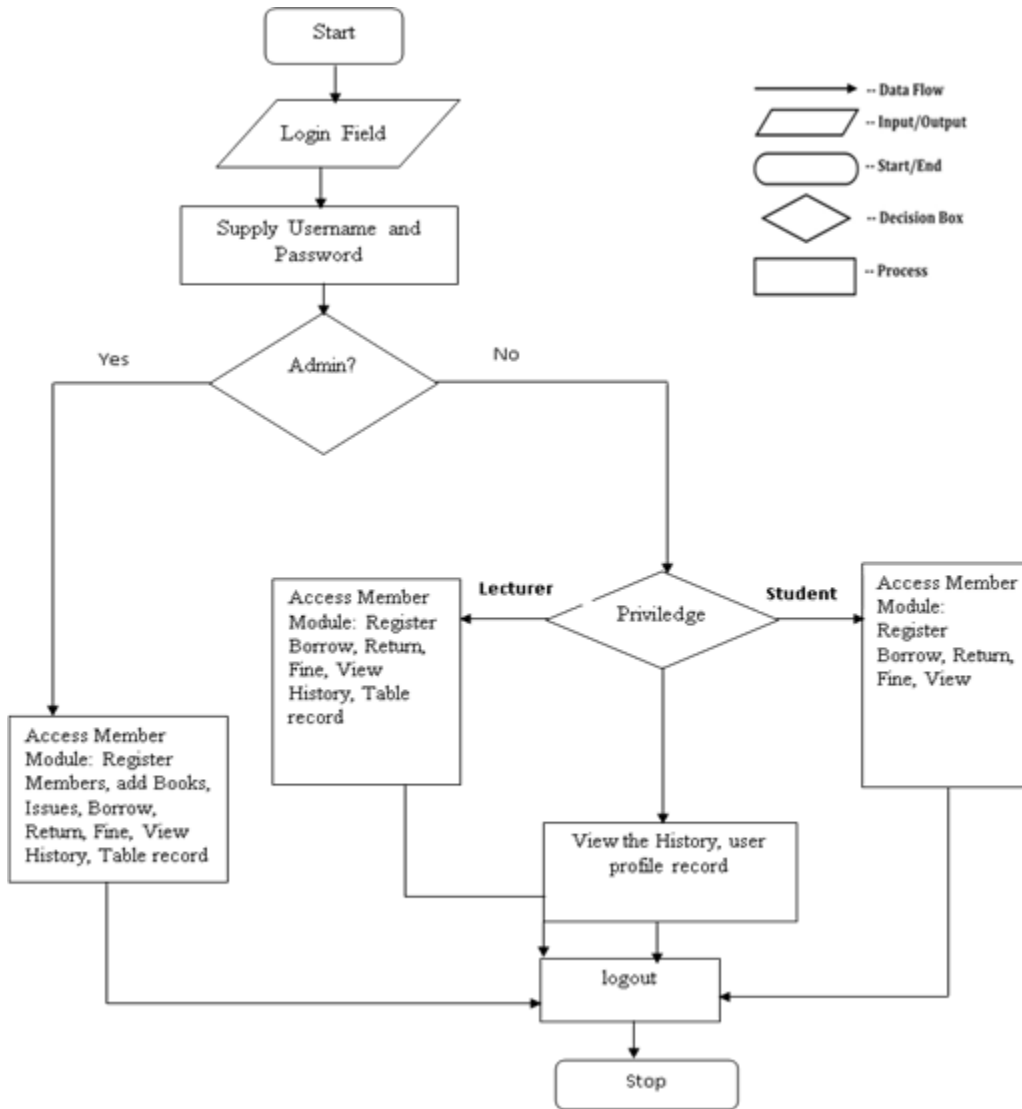 Start
Login Field
Supply Username and
Password
Admin?
Yes
No
-- Data Flow
-- Input/Output
-- Start/End
-- Decision Box
-- Process
Lecturer
Priviledge
Student
Access Member
Module: Register
Borrow, Return,
Fine, View
History, Table
record
Access Member
Module:
Register
Borrow, Return,
Fine, View
Access Member
Module: Register
Members, add Books,
Issues, Borrow,
Return, Fine, View
History, Table record
View the History, user
profile record
logout
Stop